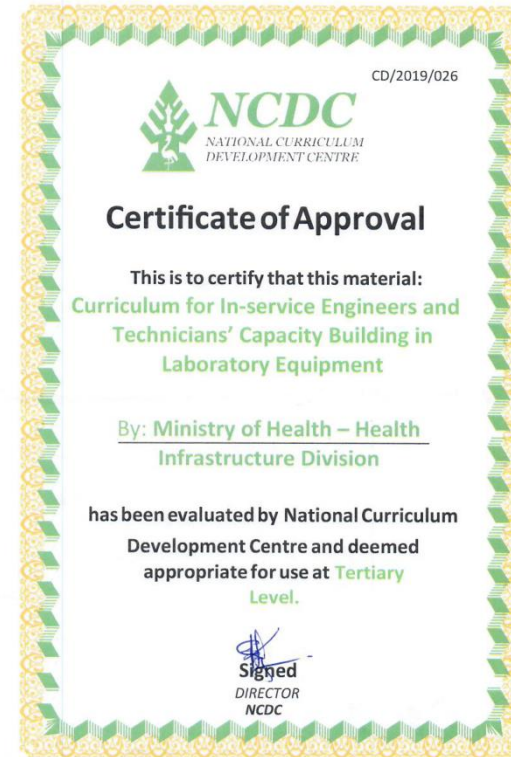 CD/2019/026
NCDC
NATIONAL CURRICULUM
DEVELOPMENT CENTRE
Certificate of Approval
This is to certify that this material:
Curriculum for In-service Engineers and
Technicians' Capacity Building in
Laboratory Equipment
By: Ministry of Health – Health
Infrastructure Division
has been evaluated by National Curriculum
Development Centre and deemed
appropriate for use at Tertiary
Level.
Signed
DIRECTOR
NCDC